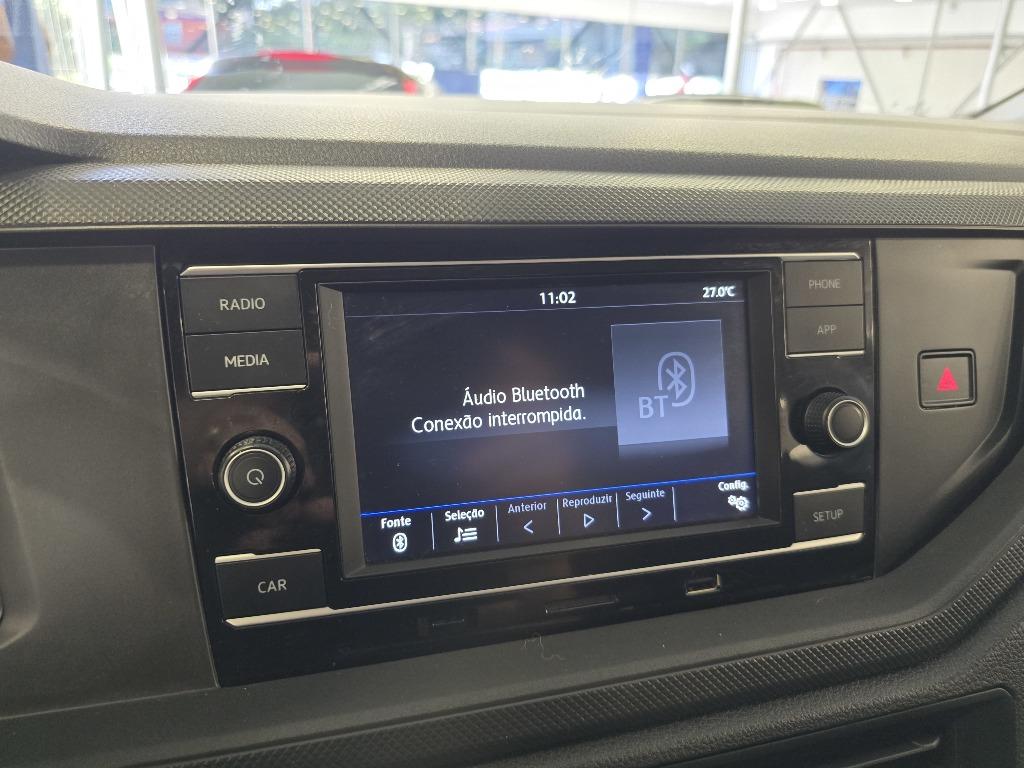 RADIO
MEDIA
CAR
11:02
27.0°C
Áudio Bluetooth
Conexão interrompida.
BT
Fonte
Seleção
Anterior
Reproduzir
Seguinte
Config.
PHONE
APP
SETUP